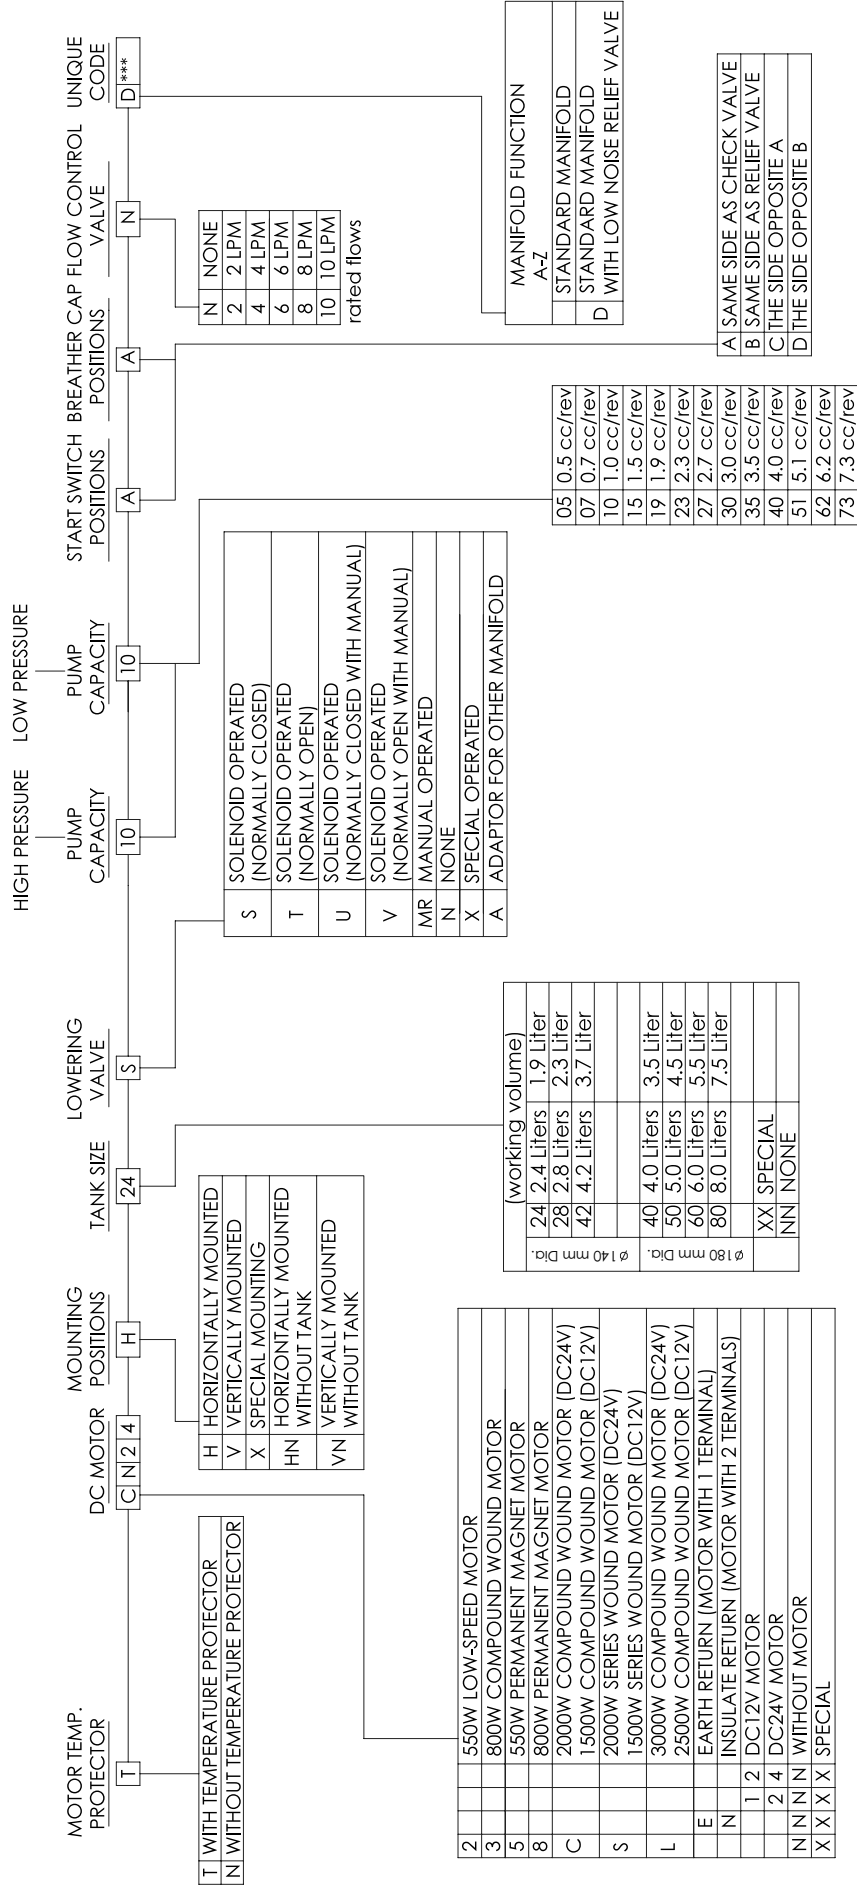 HIGH PRESSURE
LOW PRESSURE
MOTOR TEMP.
PROTECTOR
DC MOTOR
MOUNTING
POSITIONS
TANK SIZE
LOWERING
VALVE
PUMP
CAPACITY
PUMP
CAPACITY
START SWITCH
POSITIONS
BREATHER CAP
POSITIONS
FLOW CONTROL
VALVE
UNIQUE
CODE
T
C N 2 4
H
24
S
10
10
A
A
N
D ***
T WITH TEMPERATURE PROTECTOR
N WITHOUT TEMPERATURE PROTECTOR
2 550W LOW-SPEED MOTOR
3 800W COMPOUND WOUND MOTOR
5 550W PERMANENT MAGNET MOTOR
8 800W PERMANENT MAGNET MOTOR
C 2000W COMPOUND WOUND MOTOR (DC24V)
1500W COMPOUND WOUND MOTOR (DC12V)
S 2000W SERIES WOUND MOTOR (DC24V)
1500W SERIES WOUND MOTOR (DC12V)
L 3000W COMPOUND WOUND MOTOR (DC24V)
2500W COMPOUND WOUND MOTOR (DC12V)
E EARTH RETURN (MOTOR WITH 1 TERMINAL)
N INSULATE RETURN (MOTOR WITH 2 TERMINALS)
1 2 DC12V MOTOR
2 4 DC24V MOTOR
N N N N WITHOUT MOTOR
X X X X SPECIAL
H HORIZONTALLY MOUNTED
V VERTICALLY MOUNTED
X SPECIAL MOUNTING
HN HORIZONTALLY MOUNTED
WITHOUT TANK
VN VERTICALLY MOUNTED
WITHOUT TANK
(working volume)
ø140 mm Dia.
24 2.4 Liters 1.9 Liter
28 2.8 Liters 2.3 Liter
42 4.2 Liters 3.7 Liter
ø180 mm Dia.
40 4.0 Liters 3.5 Liter
50 5.0 Liters 4.5 Liter
60 6.0 Liters 5.5 Liter
80 8.0 Liters 7.5 Liter
XX SPECIAL
NN NONE
S SOLENOID OPERATED
(NORMALLY CLOSED)
T SOLENOID OPERATED
(NORMALLY OPEN)
U SOLENOID OPERATED
(NORMALLY CLOSED WITH MANUAL)
V SOLENOID OPERATED
(NORMALLY OPEN WITH MANUAL)
MR MANUAL OPERATED
N NONE
X SPECIAL OPERATED
A ADAPTOR FOR OTHER MANIFOLD
05 0.5 cc/rev
07 0.7 cc/rev
10 1.0 cc/rev
15 1.5 cc/rev
19 1.9 cc/rev
23 2.3 cc/rev
27 2.7 cc/rev
30 3.0 cc/rev
35 3.5 cc/rev
40 4.0 cc/rev
51 5.1 cc/rev
62 6.2 cc/rev
73 7.3 cc/rev
A SAME SIDE AS CHECK VALVE
B SAME SIDE AS RELIEF VALVE
C THE SIDE OPPOSITE A
D THE SIDE OPPOSITE B
N NONE
2 2 LPM
4 4 LPM
6 6 LPM
8 8 LPM
10 10 LPM
rated flows
MANIFOLD FUNCTION
A-Z
STANDARD MANIFOLD
D STANDARD MANIFOLD
WITH LOW NOISE RELIEF VALVE